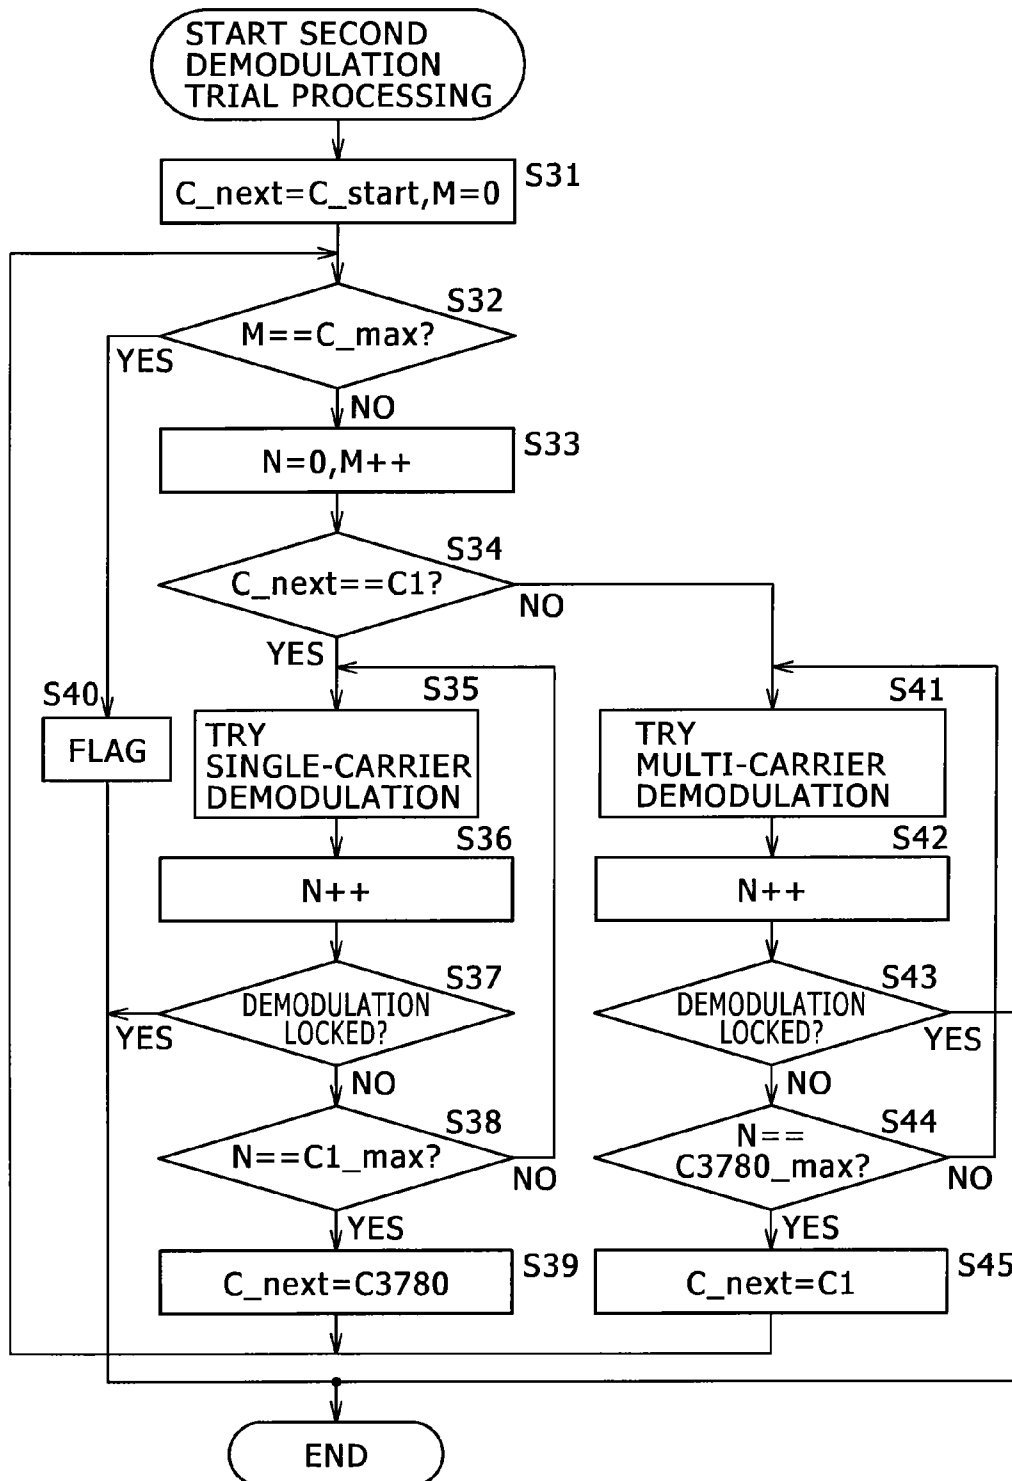 START SECOND
DEMODULATION
TRIAL PROCESSING
S31
C_next=C_start,M=0
S32
M==C_max?
YES
NO
S33
N=0,M++
S34
C_next==C1?
NO
YES
S40
FLAG
S35
TRY
SINGLE-CARRIER
DEMODULATION
S41
TRY
MULTI-CARRIER
DEMODULATION
S36
N++
S42
N++
S37
DEMODULATION
LOCKED?
YES
NO
S43
DEMODULATION
LOCKED?
YES
NO
S38
N==C1_max?
NO
YES
S44
N==
C3780_max?
NO
YES
S39
C_next=C3780
S45
C_next=C1
END